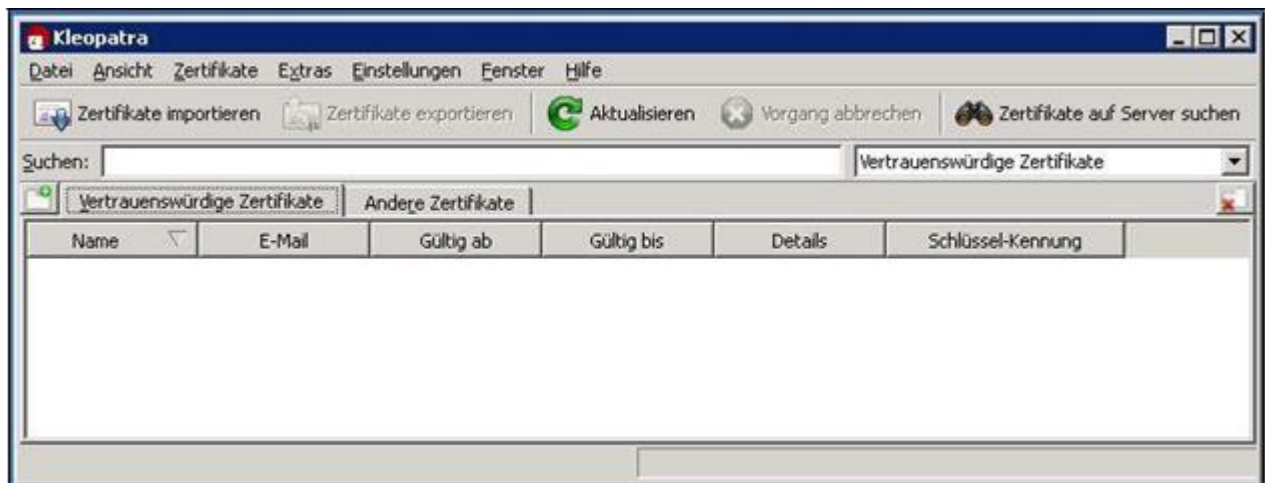 Kleopatra
Datei Ansicht Zertifikate Extras Einstellungen Fenster Hilfe
Zertifikate importieren Zertifikate exportieren Aktualisieren Vorgang abbrechen Zertifikate auf Server suchen
Suchen: Vertrauenswürdige Zertifikate
Vertrauenswürdige Zertifikate Andere Zertifikate
Name E-Mail Gültig ab Gültig bis Details Schlüssel-Kennung